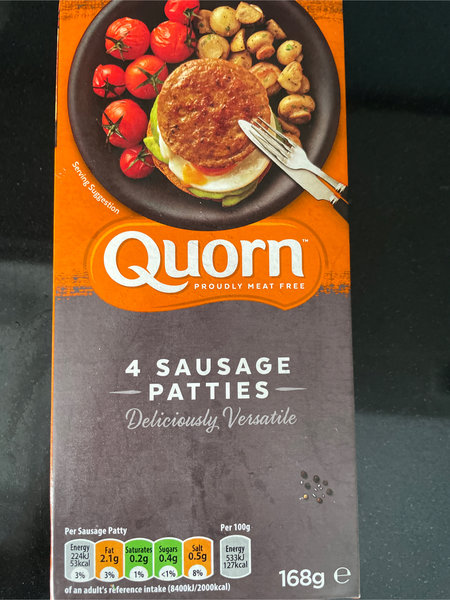 Serving Suggestion
Quorn™
PROUDLY MEAT FREE
4 SAUSAGE
PATTIES
Deliciously Versatile
Per Sausage Patty
Per 100g
Energy
224kJ
53kcal
3%
Fat
2.1g
3%
Saturates
0.2g
1%
Sugars
0.4g
<1%
Salt
0.5g
8%
Energy
533kJ
127kcal
of an adult's reference intake (8400kJ/2000kcal)
168g ℮